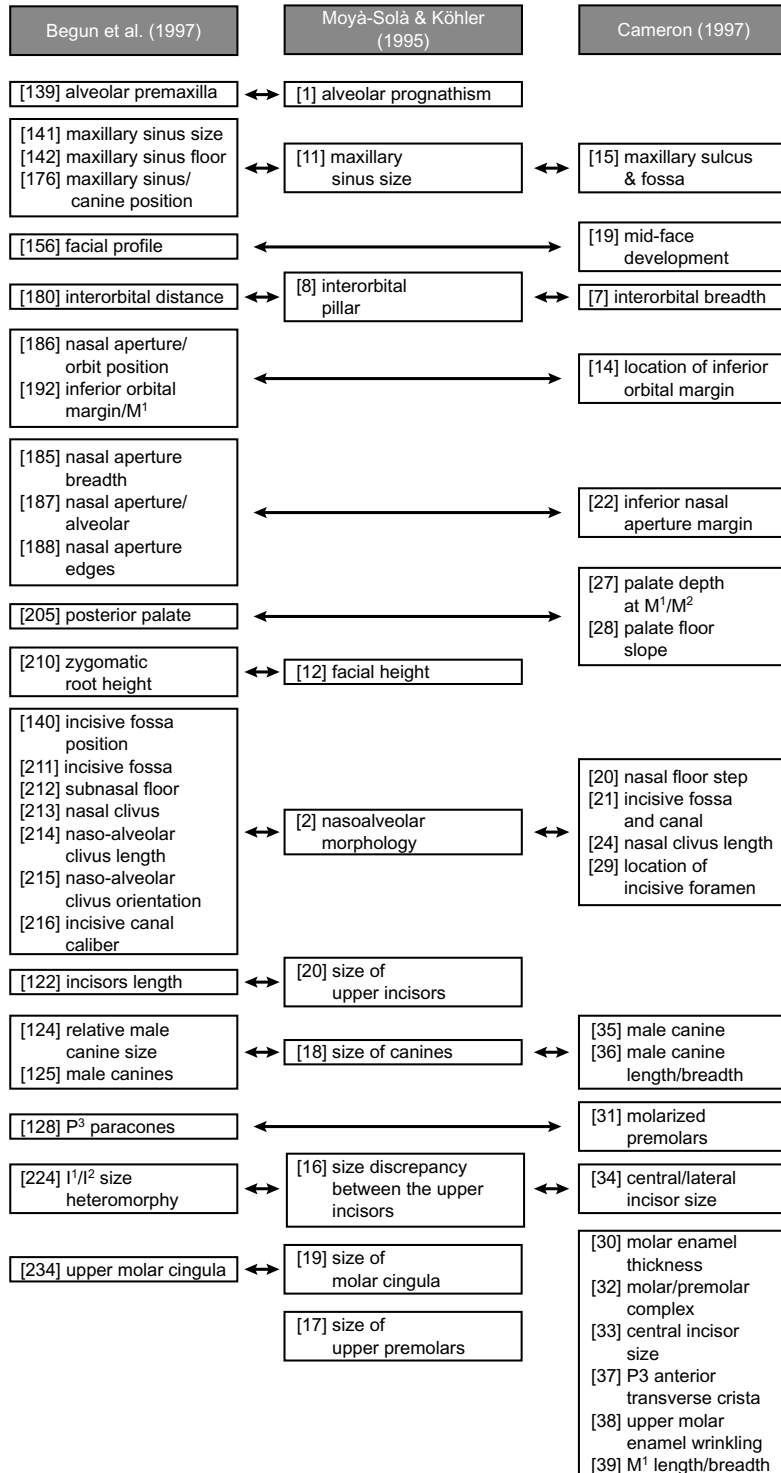 Begun et al. (1997)
Moyà-Solà & Köhler
(1995)
Cameron (1997)
[139] alveolar premaxilla
[1] alveolar prognathism
[141] maxillary sinus size
[142] maxillary sinus floor
[176] maxillary sinus/
canine position
[11] maxillary
sinus size
[15] maxillary sulcus
& fossa
[156] facial profile
[19] mid-face
development
[180] interorbital distance
[8] interorbital
pillar
[7] interorbital breadth
[186] nasal aperture/
orbit position
[192] inferior orbital
margin/M¹
[14] location of inferior
orbital margin
[185] nasal aperture
breadth
[187] nasal aperture/
alveolar
[188] nasal aperture
edges
[22] inferior nasal
aperture margin
[205] posterior palate
[27] palate depth
at M¹/M²
[28] palate floor
slope
[210] zygomatic
root height
[12] facial height
[140] incisive fossa
position
[211] incisive fossa
[212] subnasal floor
[213] nasal clivus
[214] naso-alveolar
clivus length
[215] naso-alveolar
clivus orientation
[216] incisive canal
caliber
[2] nasoalveolar
morphology
[20] nasal floor step
[21] incisive fossa
and canal
[24] nasal clivus length
[29] location of
incisive foramen
[122] incisors length
[20] size of
upper incisors
[124] relative male
canine size
[125] male canines
[18] size of canines
[35] male canine
[36] male canine
length/breadth
[128] P³ paracones
[31] molarized
premolars
[224] I¹/I² size
heteromorphy
[16] size discrepancy
between the upper
incisors
[34] central/lateral
incisor size
[234] upper molar cingula
[19] size of
molar cingula
[17] size of
upper premolars
[30] molar enamel
thickness
[32] molar/premolar
complex
[33] central incisor
size
[37] P3 anterior
transverse crista
[38] upper molar
enamel wrinkling
[39] M¹ length/breadth